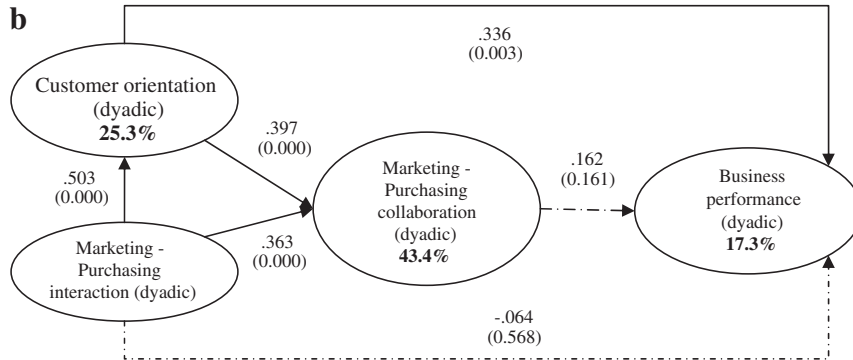 b
.336
(0.003)
Customer orientation
(dyadic)
25.3%
.397
(0.000)
.503
(0.000)
Marketing -
Purchasing
collaboration
(dyadic)
43.4%
.162
(0.161)
Business
performance
(dyadic)
17.3%
Marketing -
Purchasing
interaction (dyadic)
.363
(0.000)
-.064
(0.568)